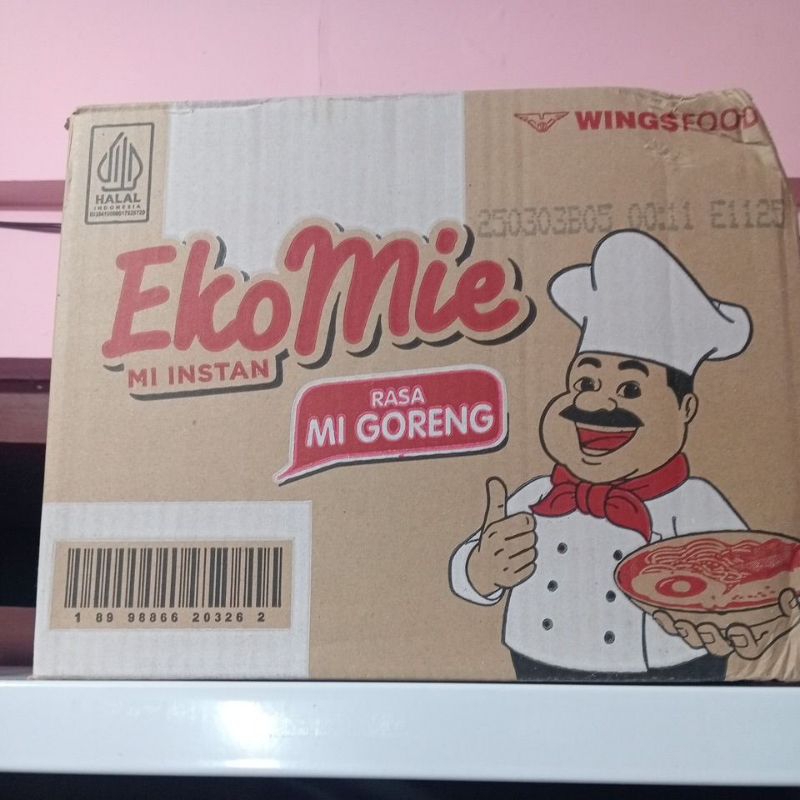 HALAL
INDONESIA
WINGSFOOD
250303B05 00:11 E1125
EkoMie
MI INSTAN
RASA
MI GORENG
1 89 98866 20326 2